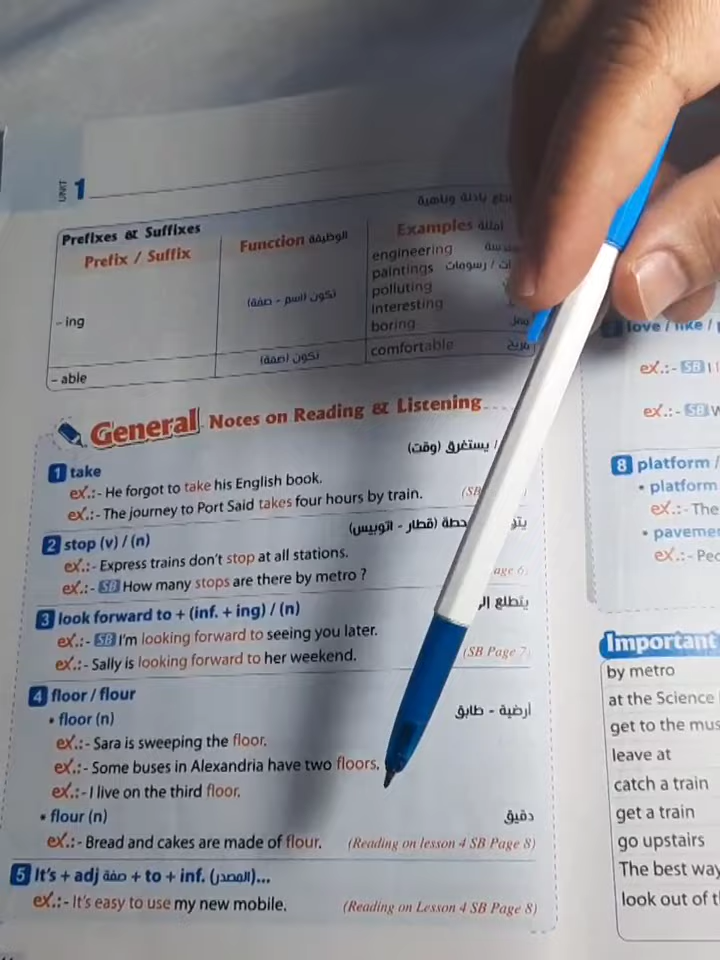 UNIT 1
Prefixes & Suffixes
Prefix / Suffix
Function الوظيفة
Examples أمثلة
- ing
تكون (اسم - صفة)
engineering
paintings رسومات /
polluting
interesting
boring
- able
تكون (صفة)
comfortable مريح
General Notes on Reading & Listening
1 take
/ يستغرق (وقت)
ex.:- He forgot to take his English book.
ex.:- The journey to Port Said takes four hours by train.
2 stop (v) / (n)
(قطار - اتوبيس)
ex.:- Express trains don't stop at all stations.
ex.:- SB How many stops are there by metro ?
3 look forward to + (inf. + ing) / (n)
يتطلع
ex.:- SB I'm looking forward to seeing you later.
ex.:- Sally is looking forward to her weekend.
(SB Page 7)
4 floor / flour
• floor (n)
أرضية - طابق
ex.:- Sara is sweeping the floor.
ex.:- Some buses in Alexandria have two floors.
ex.:- I live on the third floor.
• flour (n)
دقيق
ex.:- Bread and cakes are made of flour. (Reading on lesson 4 SB Page 8)
5 It's + adj صفة + to + inf. (المصدر)...
ex.:- It's easy to use my new mobile. (Reading on Lesson 4 SB Page 8)
love / like /
ex.:- SB
ex.:- SB
8 platform /
• platform
ex.:- The
ex.:-
Important
by metro
at the Science
get to the
leave at
catch a train
get a train
go upstairs
The best way
look out of